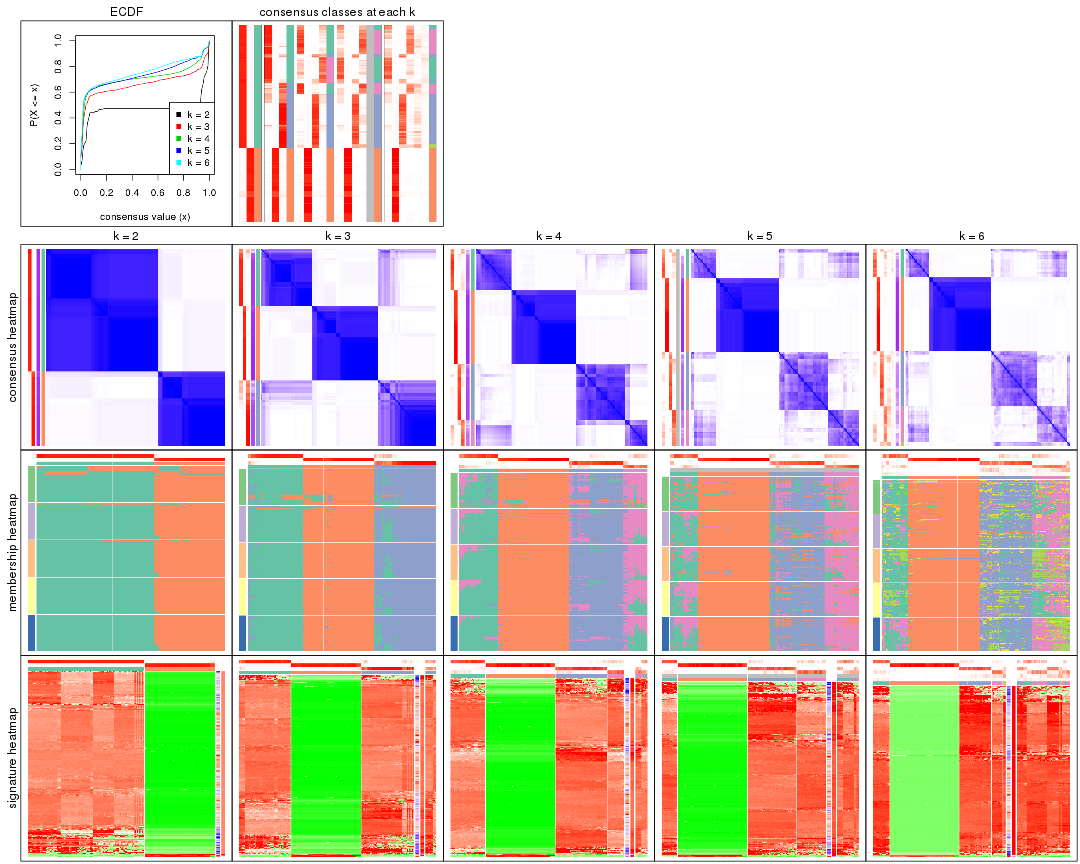 ECDF
consensus classes at each k
P(X <= x)
0.0 0.2 0.4 0.6 0.8 1.0
k = 2
k = 3
k = 4
k = 5
k = 6
0.0 0.2 0.4 0.6 0.8 1.0
consensus value (x)
k = 2 k = 3 k = 4 k = 5 k = 6
consensus heatmap
membership heatmap
signature heatmap